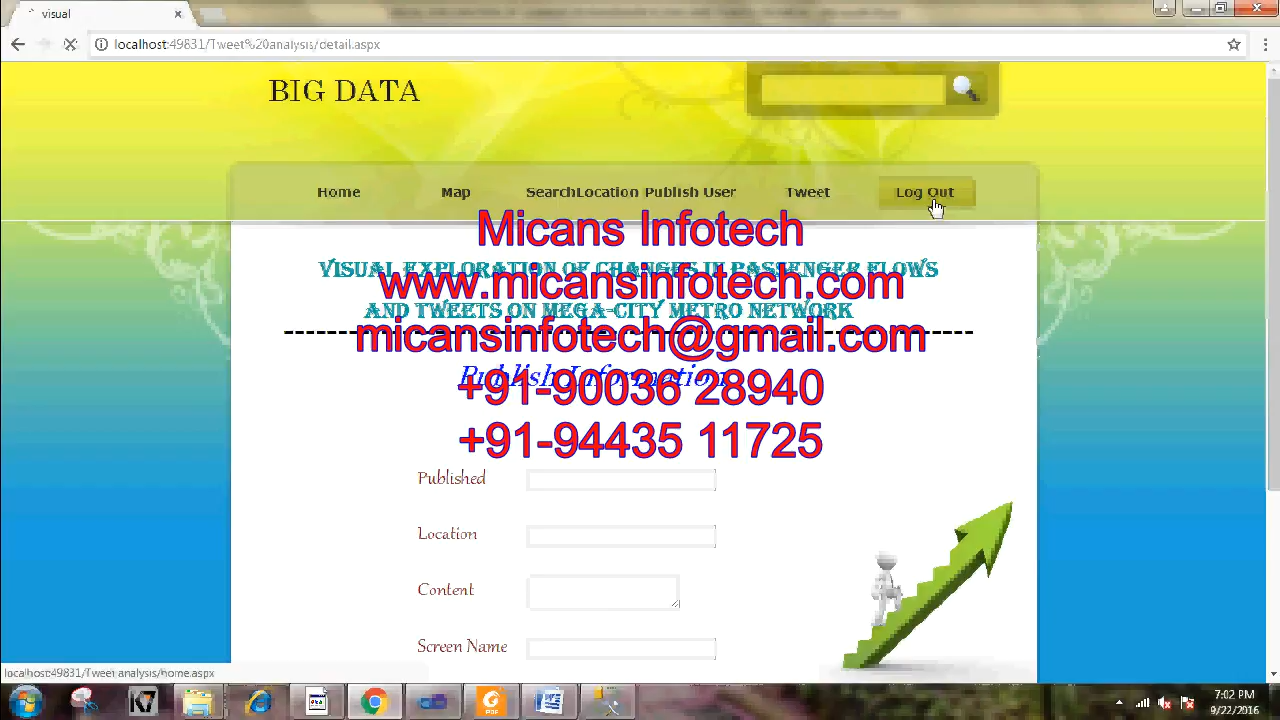 visual
localhost:49831/Tweet%20analysis/detail.aspx
BIG DATA
Home Map SearchLocation Publish User Tweet Log Out
Micans Infotech
VISUAL EXPLORATION OF CHANGES IN PASSENGER FLOWS
www.micansinfotech.com
AND TWEETS ON MEGA-CITY METRO NETWORK
micansinfotech@gmail.com
Publish Information
+91-90036 28940
+91-94435 11725
Published
Location
Content
Screen Name
localhost:49831/Tweet analysis/home.aspx
PDF
7:02 PM
9/22/2016